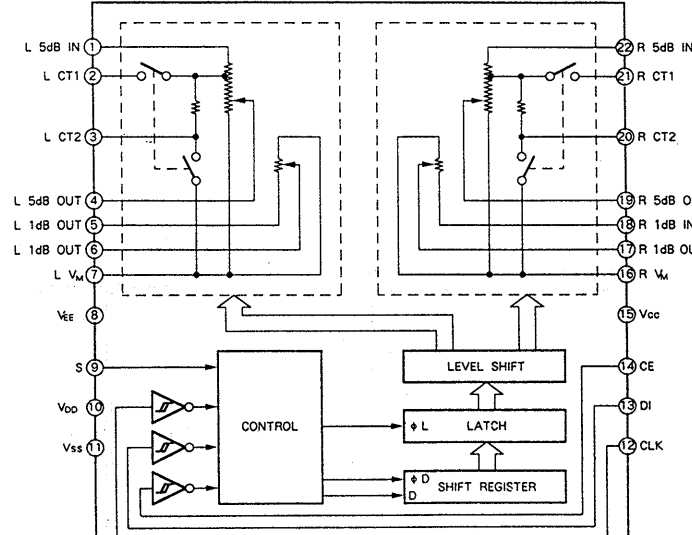 L 5dB IN 1
L CT1 2
L CT2 3
L 5dB OUT 4
L 1dB OUT 5
L 1dB OUT 6
L VM 7
VEE 8
S 9
VDD 10
VSS 11
22 R 5dB IN
21 R CT1
20 R CT2
19 R 5dB O
18 R 1dB IN
17 R 1dB OU
16 R VM
15 Vcc
14 CE
13 DI
12 CLK
CONTROL
LEVEL SHIFT
φ L LATCH
φ D
D SHIFT REGISTER